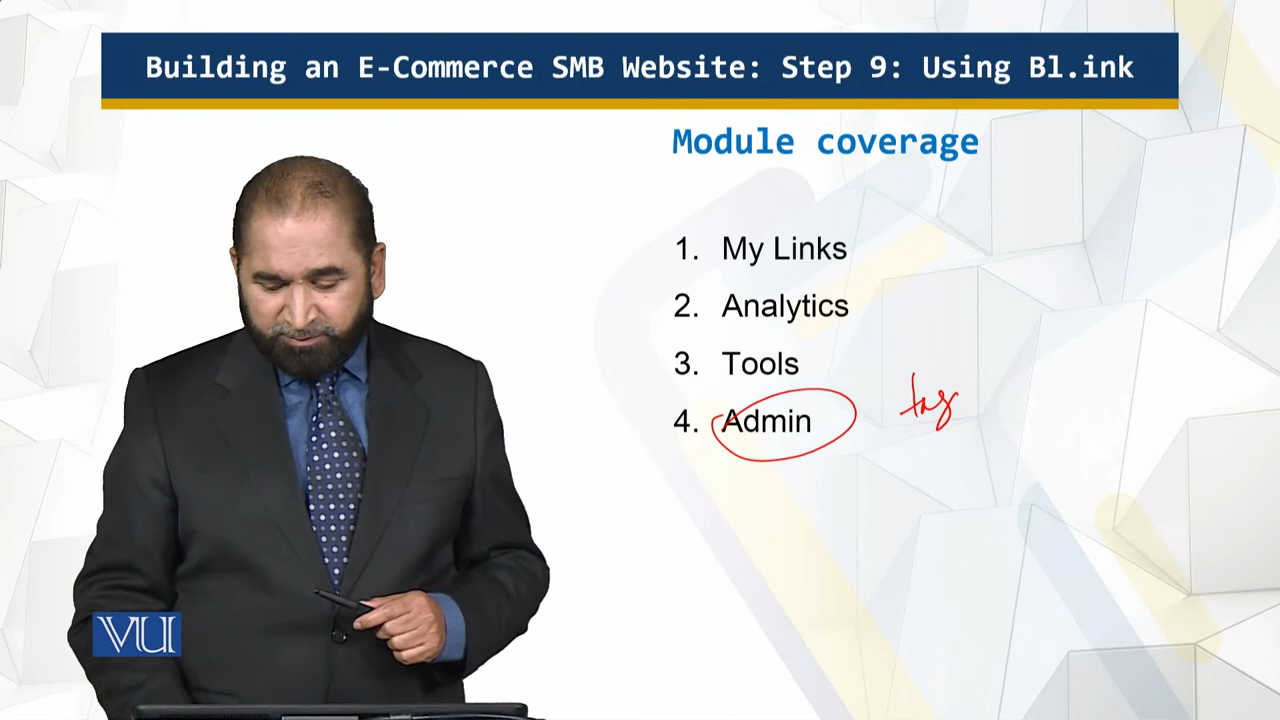 Building an E-Commerce SMB Website: Step 9: Using Bl.ink
Module coverage
1. My Links
2. Analytics
3. Tools
4. Admin
tag
VU